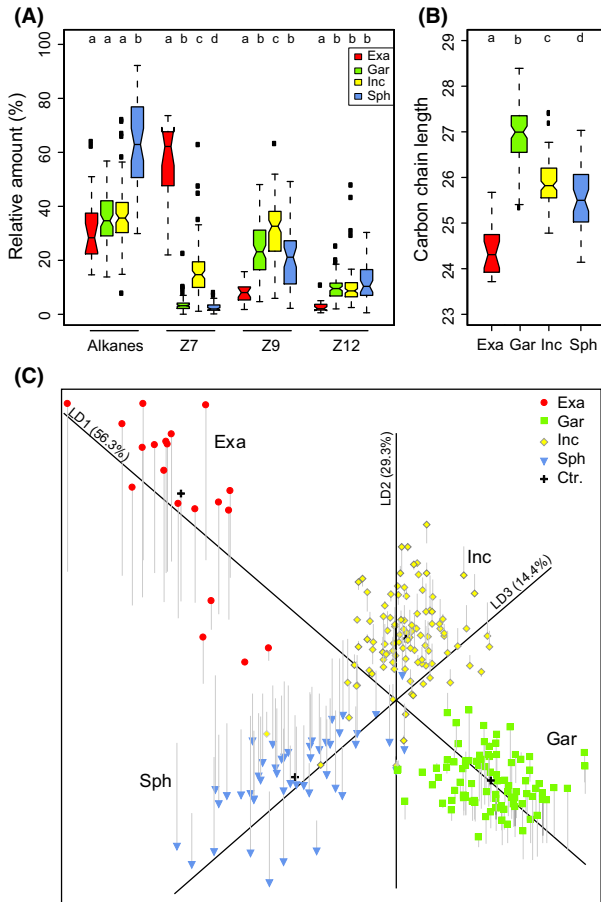 (A)
a a a b a b c d a b c b a b b b
Exa
Gar
Inc
Sph
Relative amount (%)
100
80
60
40
20
0
Alkanes Z7 Z9 Z12
(B)
a b c d
Carbon chain length
29
28
27
26
25
24
23
Exa Gar Inc Sph
(C)
LD1 (56.3%)
Exa
LD2 (29.3%)
Exa
Gar
Inc
Sph
Ctr.
Inc
LD3 (14.4%)
Gar
Sph